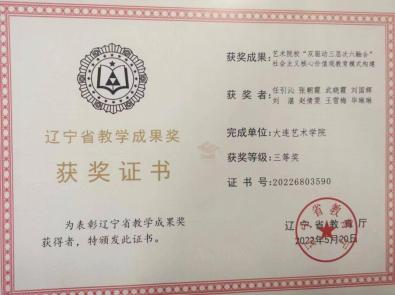 辽宁省教学成果奖
获奖证书
为表彰辽宁省教学成果奖
获得者，特颁发此证书。
获奖成果：艺术院校“双驱动三层次六融合”
社会主义核心价值观教育模式构建
获奖者：任引沁 张朝霞 武晓霞 刘国辉
刘湛 赵倩雯 王雪梅 华琳琳
完成单位：大连艺术学院
获奖等级：三等奖
证书号：20226803590
辽宁省教育厅
2022年5月20日